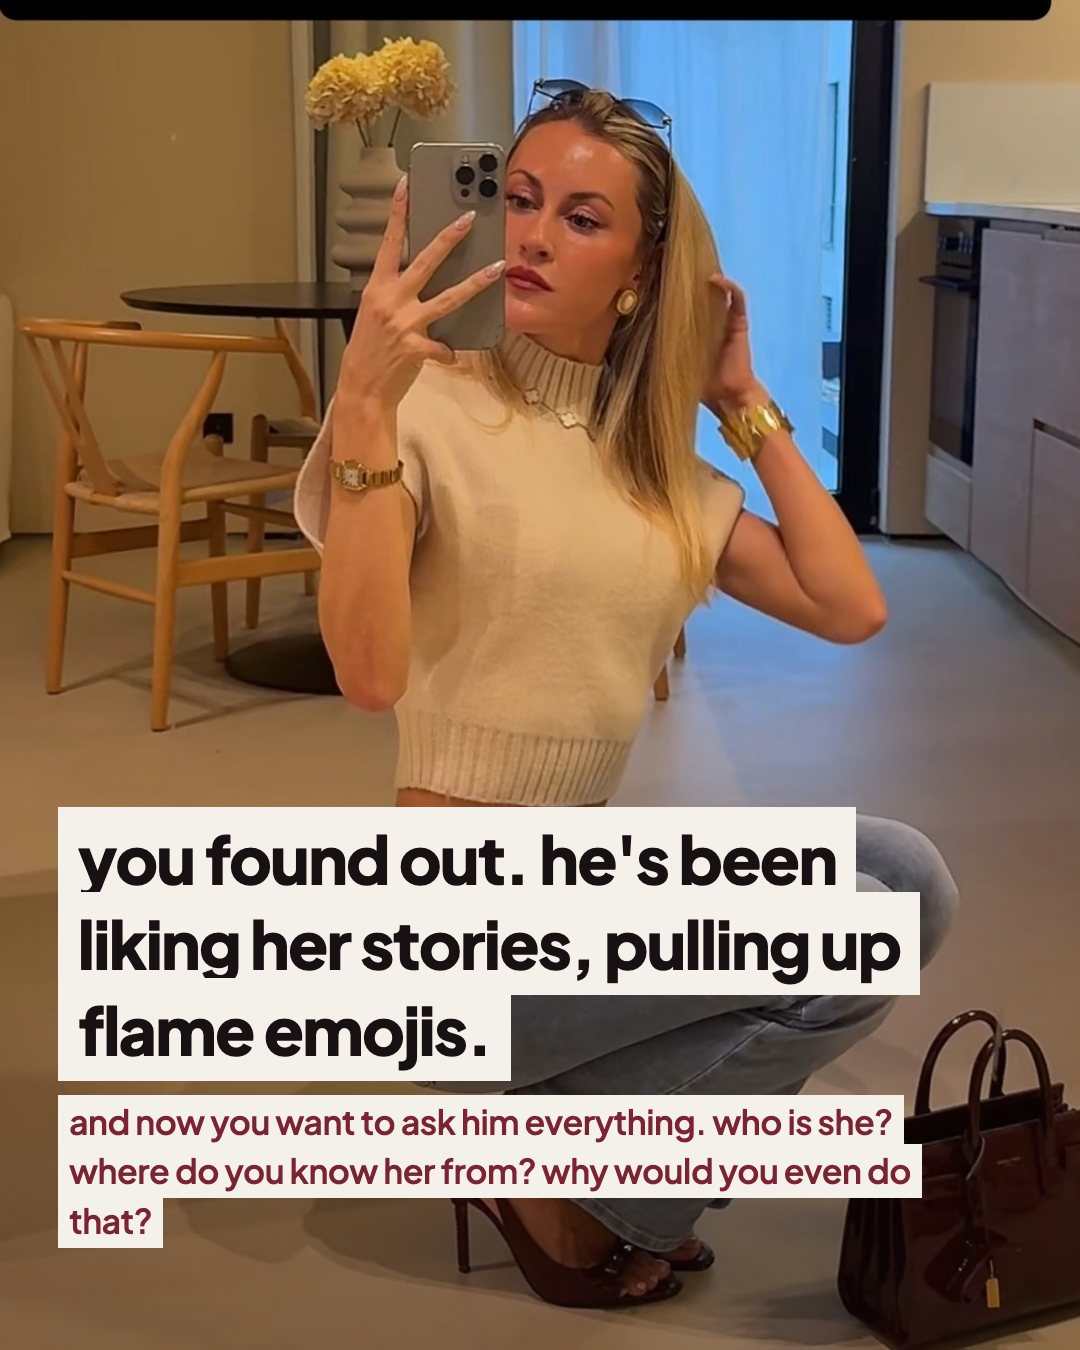 you found out. he's been
liking her stories, pulling up
flame emojis.
and now you want to ask him everything. who is she?
where do you know her from? why would you even do
that?